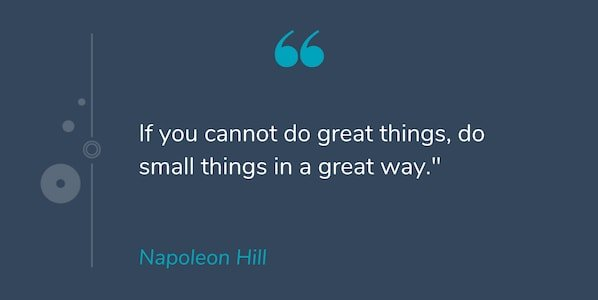 “
If you cannot do great things, do
small things in a great way."
Napoleon Hill